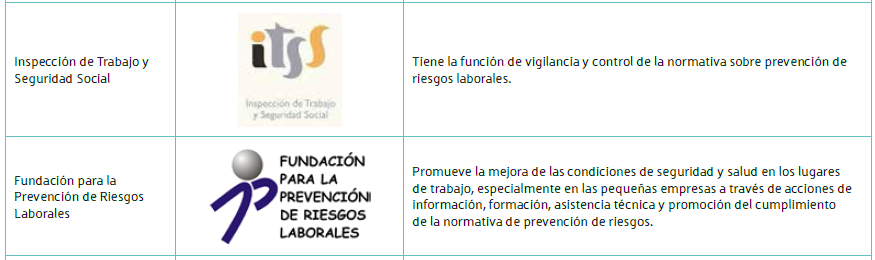 Inspección de Trabajo y
Seguridad Social
itss
Inspección de Trabajo
y Seguridad Social
Tiene la función de vigilancia y control de la normativa sobre prevención de
riesgos laborales.
Fundación para la
Prevención de Riesgos
Laborales
FUNDACIÓN
PARA LA
PREVENCIÓN
DE RIESGOS
LABORALES
Promueve la mejora de las condiciones de seguridad y salud en los lugares
de trabajo, especialmente en las pequeñas empresas a través de acciones de
información, formación, asistencia técnica y promoción del cumplimiento
de la normativa de prevención de riesgos.